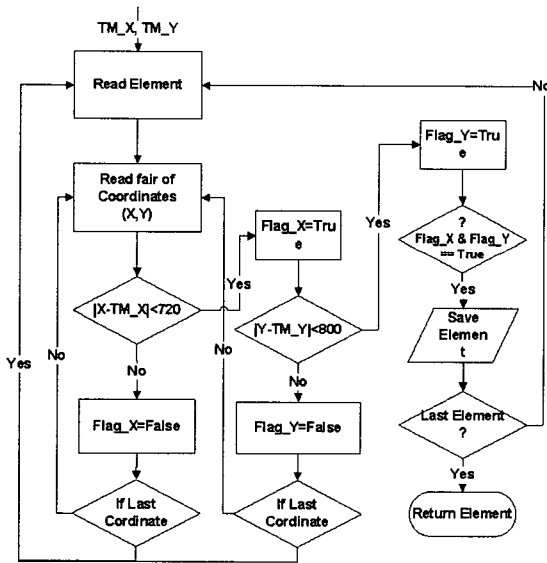 TM_X, TM_Y
Read Element
No
Read fair of
Coordinates
(X,Y)
Flag_X=Tru
e
Flag_Y=Tru
e
Yes
Yes
?
Flag_X & Flag_Y
== True
Yes
|X-TM_X|<720
|Y-TM_Y|<800
Save
Elemen
t
Yes
No
No
No
No
Flag_X=False
Flag_Y=False
Last Element
?
Yes
If Last
Cordinate
If Last
Cordinate
Return Element